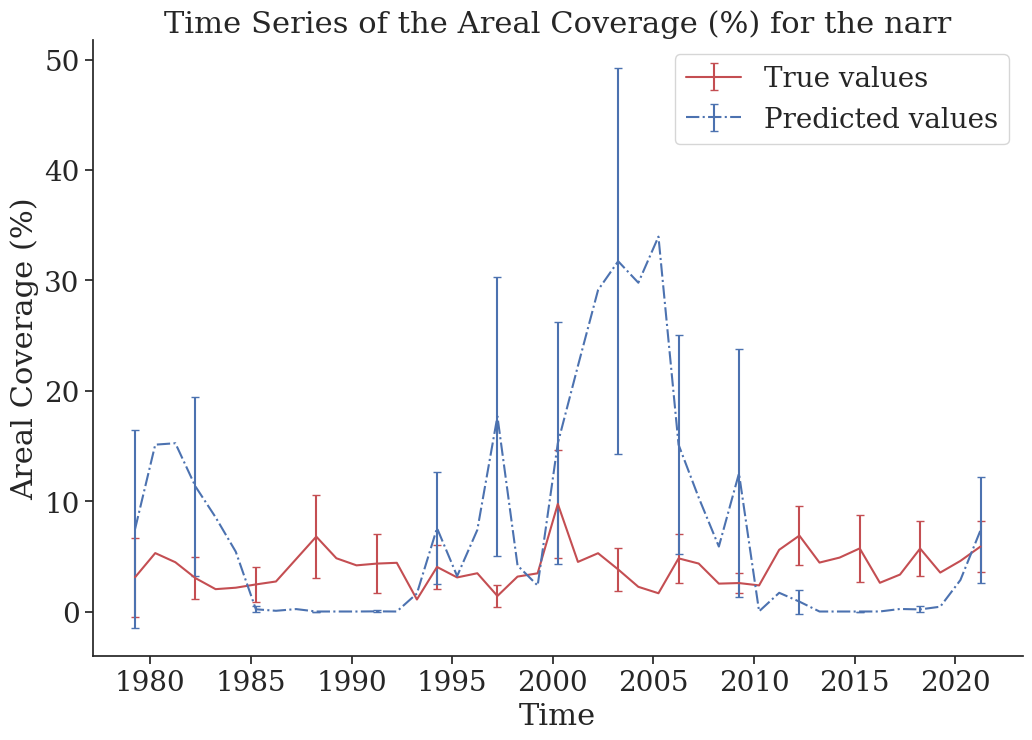 Time Series of the Areal Coverage (%) for the narr
True values
Predicted values
Areal Coverage (%)
50
40
30
20
10
0
1980 1985 1990 1995 2000 2005 2010 2015 2020
Time